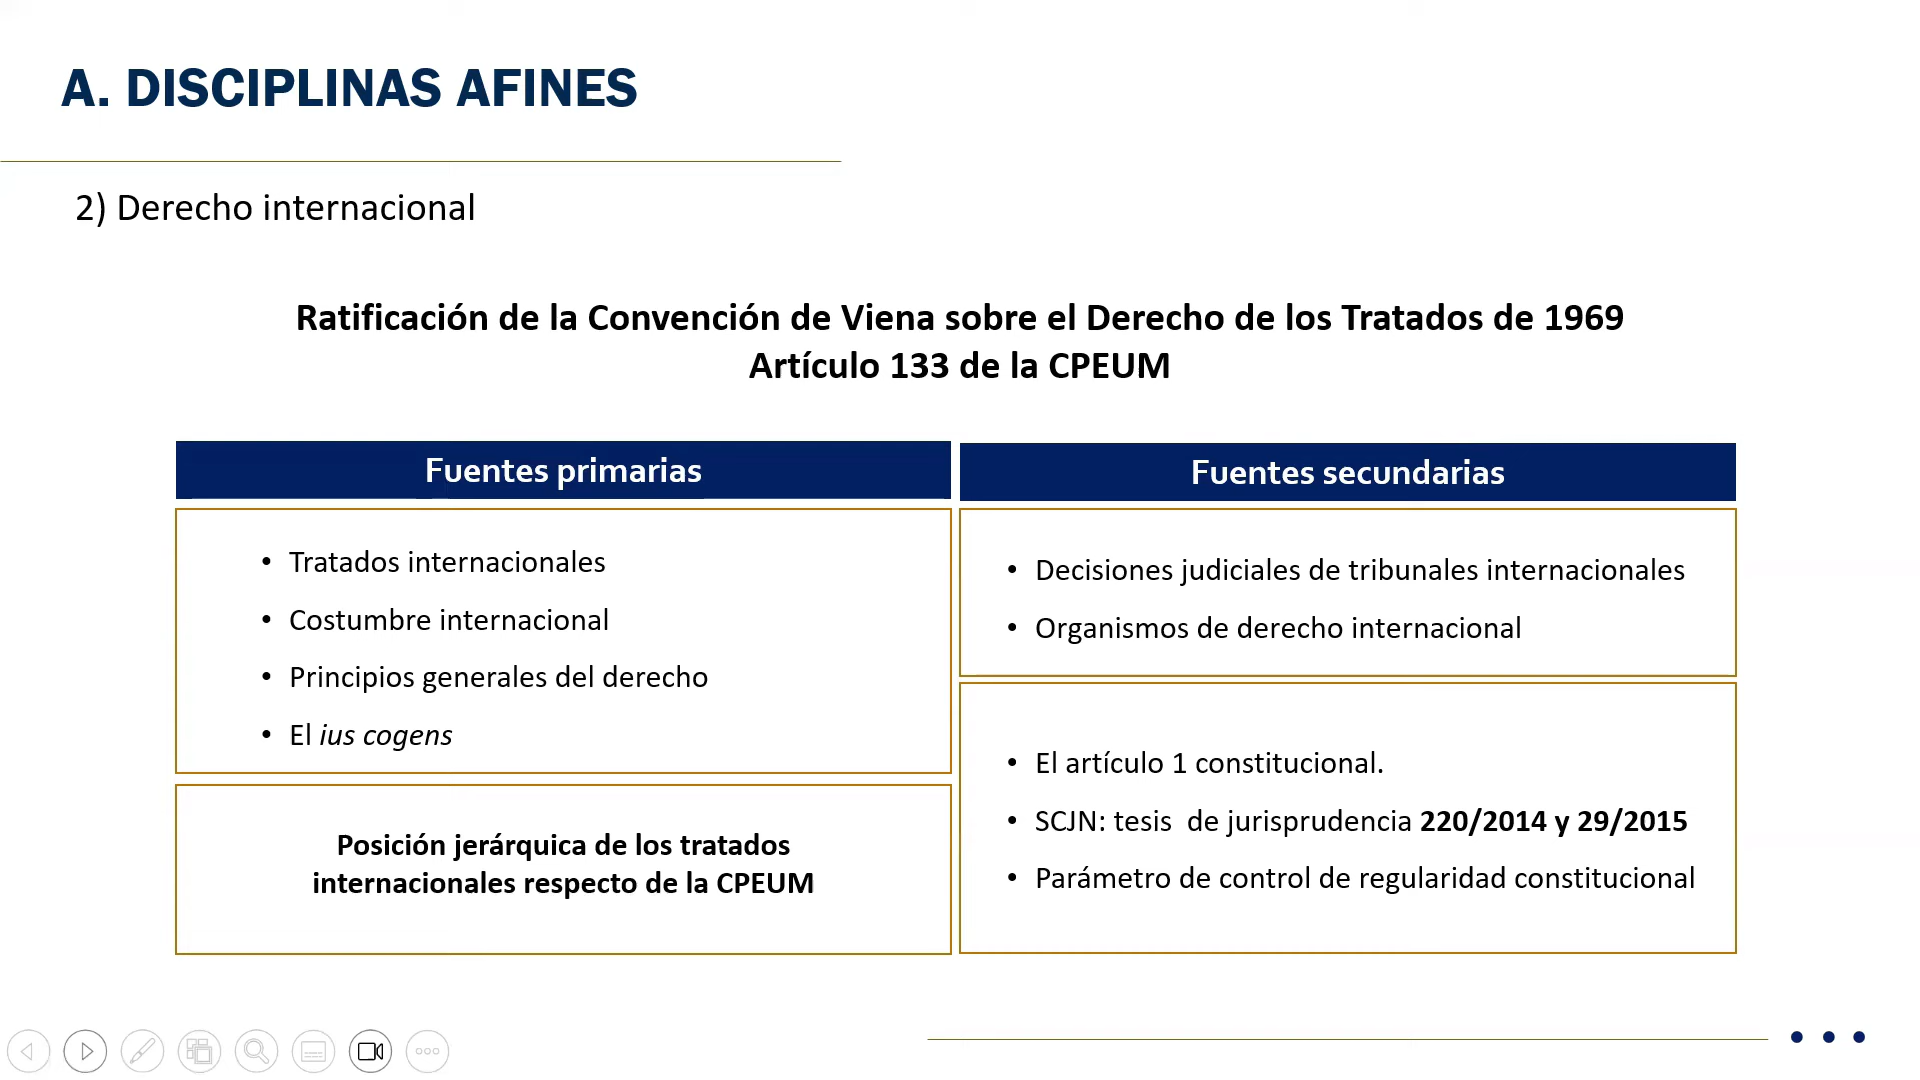 A. DISCIPLINAS AFINES
2) Derecho internacional
Ratificación de la Convención de Viena sobre el Derecho de los Tratados de 1969
Artículo 133 de la CPEUM
Fuentes primarias
• Tratados internacionales
• Costumbre internacional
• Principios generales del derecho
• El ius cogens
Posición jerárquica de los tratados
internacionales respecto de la CPEUM
Fuentes secundarias
• Decisiones judiciales de tribunales internacionales
• Organismos de derecho internacional
• El artículo 1 constitucional.
• SCJN: tesis de jurisprudencia 220/2014 y 29/2015
• Parámetro de control de regularidad constitucional